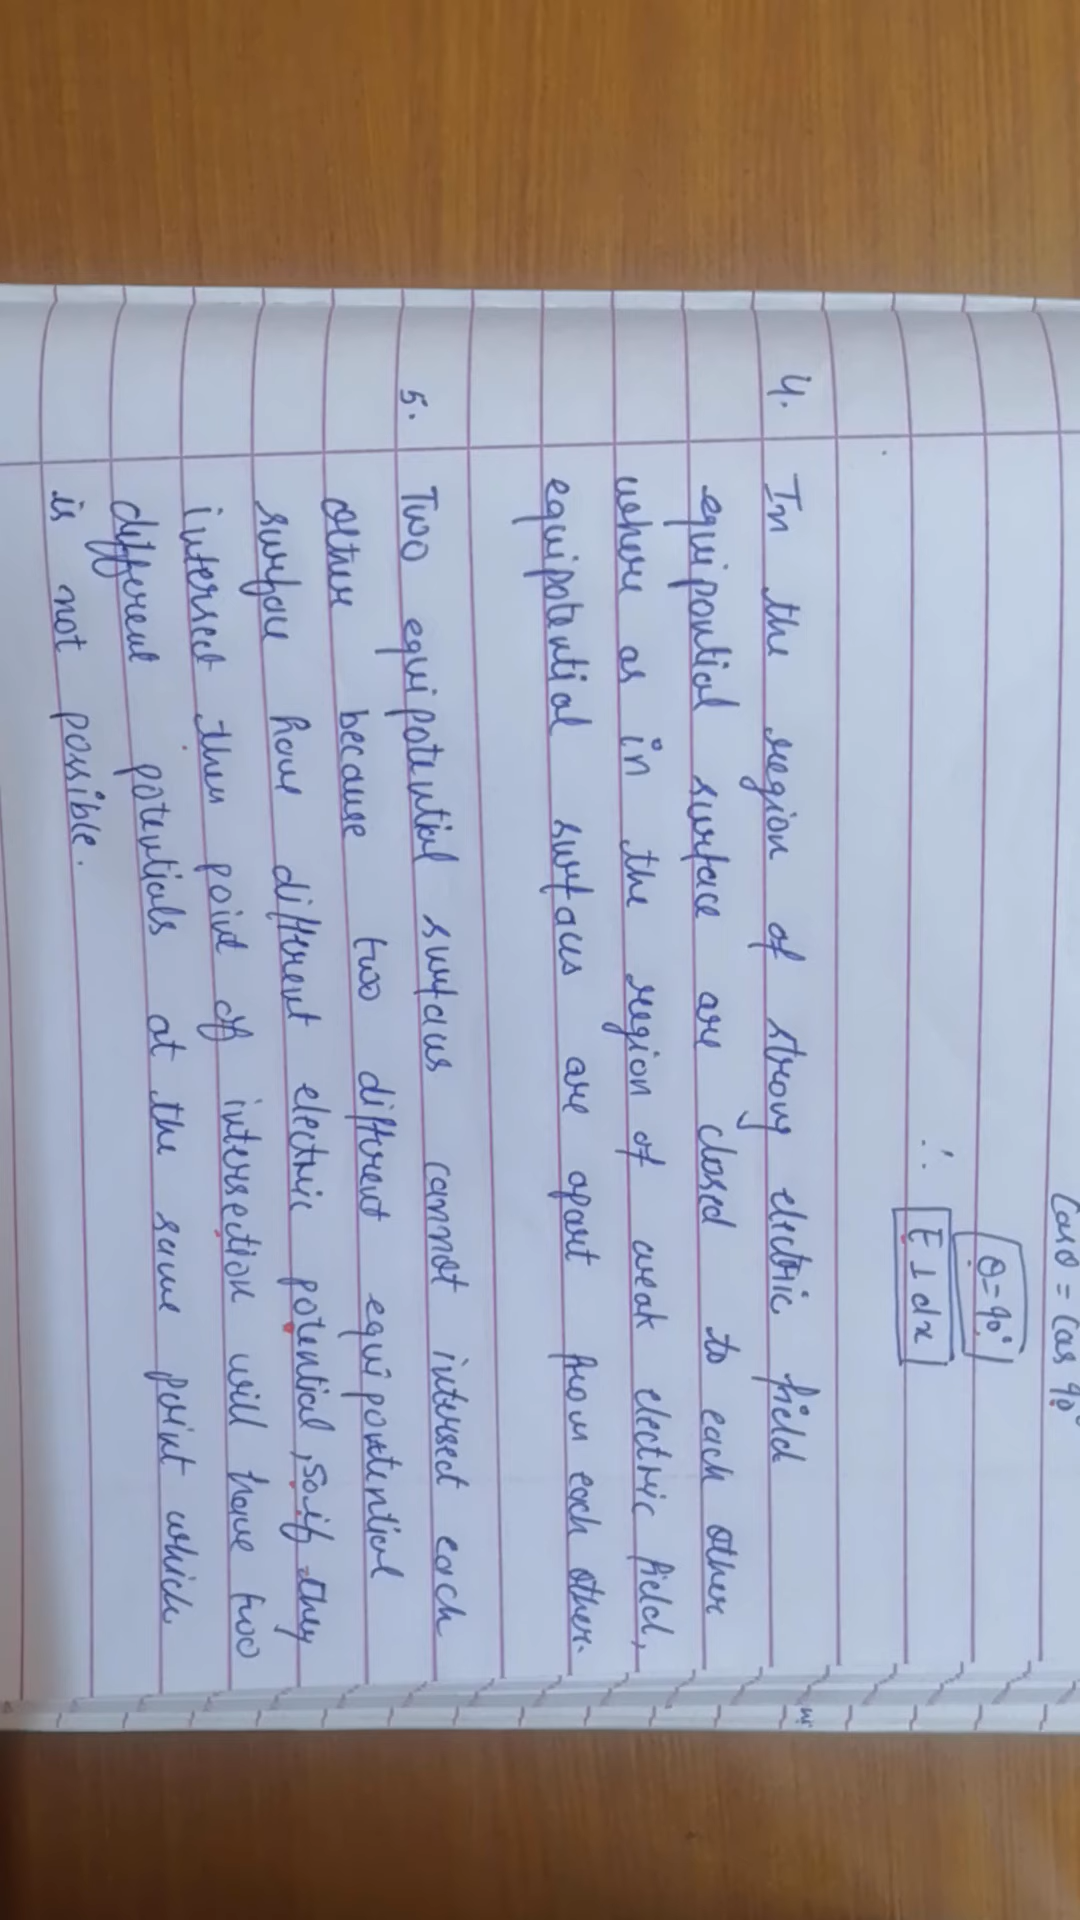 Cosθ = Cos 90°
θ = 90°
∴ E ⊥ dx
4. In the region of strong electric field
equipontial surface are closed to each other
where as in the region of weak electric field,
equipotential surfaces are apart from each other.
5. Two equipotential surfaces cannot intersect each
other because two different equipontential
surface have different electric potential, so if they
intersect then point of intersection will have two
different potentials at the same point which
is not possible.